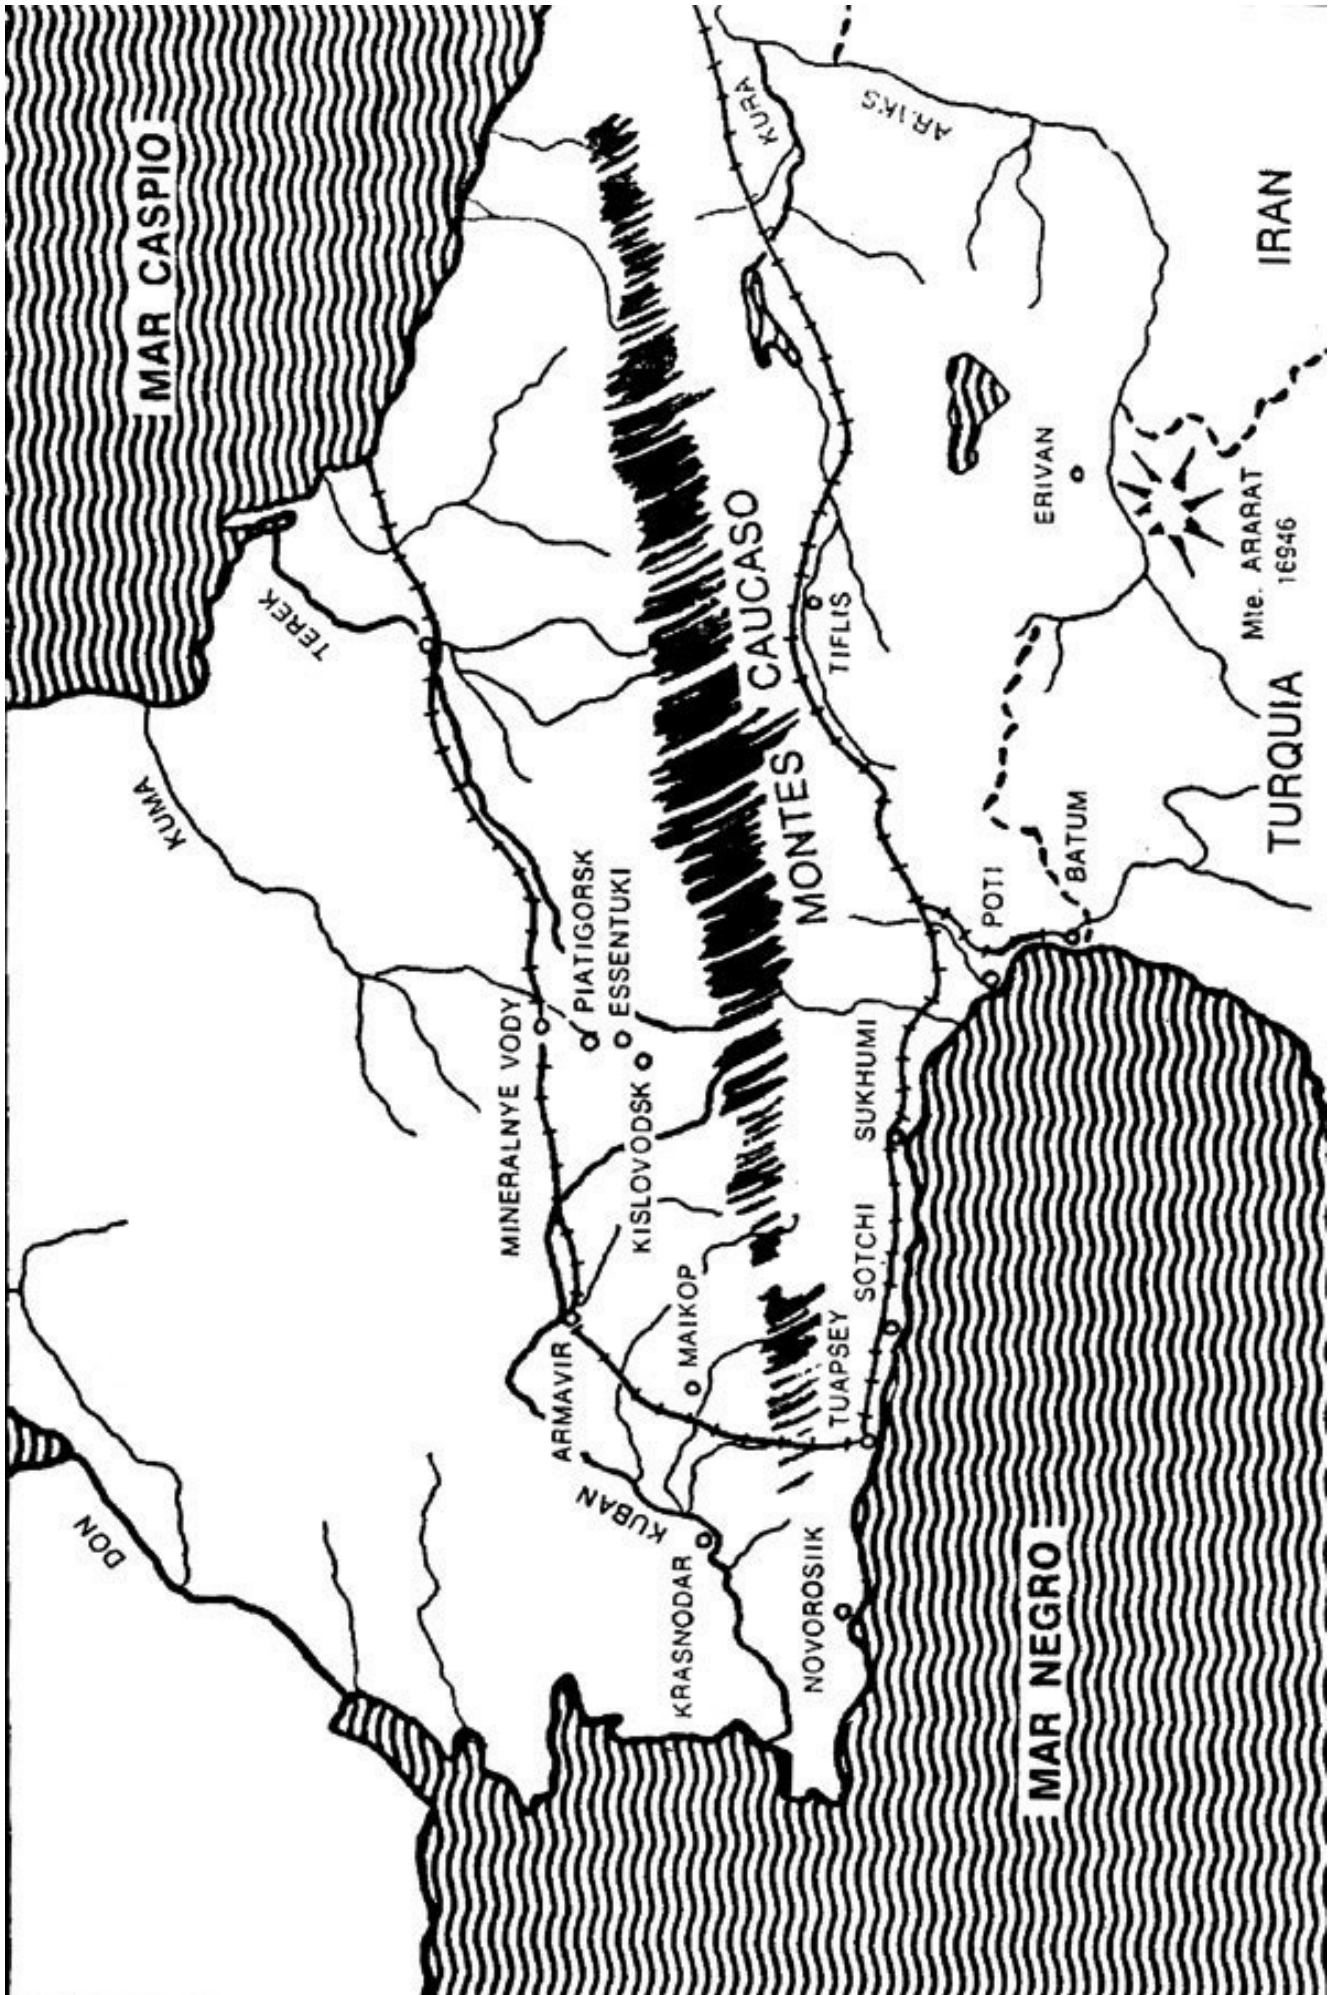 MAR CASPIO
DON
KUMA
TEREK
MINERALNYE VODY
PIATIGORSK
ESSENTUKI
KISLOVODSK
ARMAVIR
MAIKOP
KUBAN
KRASNODAR
NOVOROSIIK
TUAPSEY
SOTCHI
SUKHUMI
MONTES CAUCASO
MAR NEGRO
POTI
BATUM
TIFLIS
KURA
ARIKS
ERIVAN
Mte. ARARAT
16946
TURQUIA
IRAN